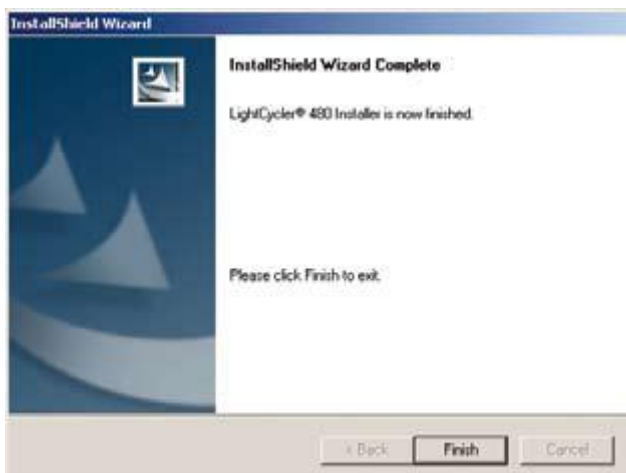 InstallShield Wizard
InstallShield Wizard Complete
LightCycler® 480 Installer is now finished.
Please click Finish to exit.
< Back
Finish
Cancel